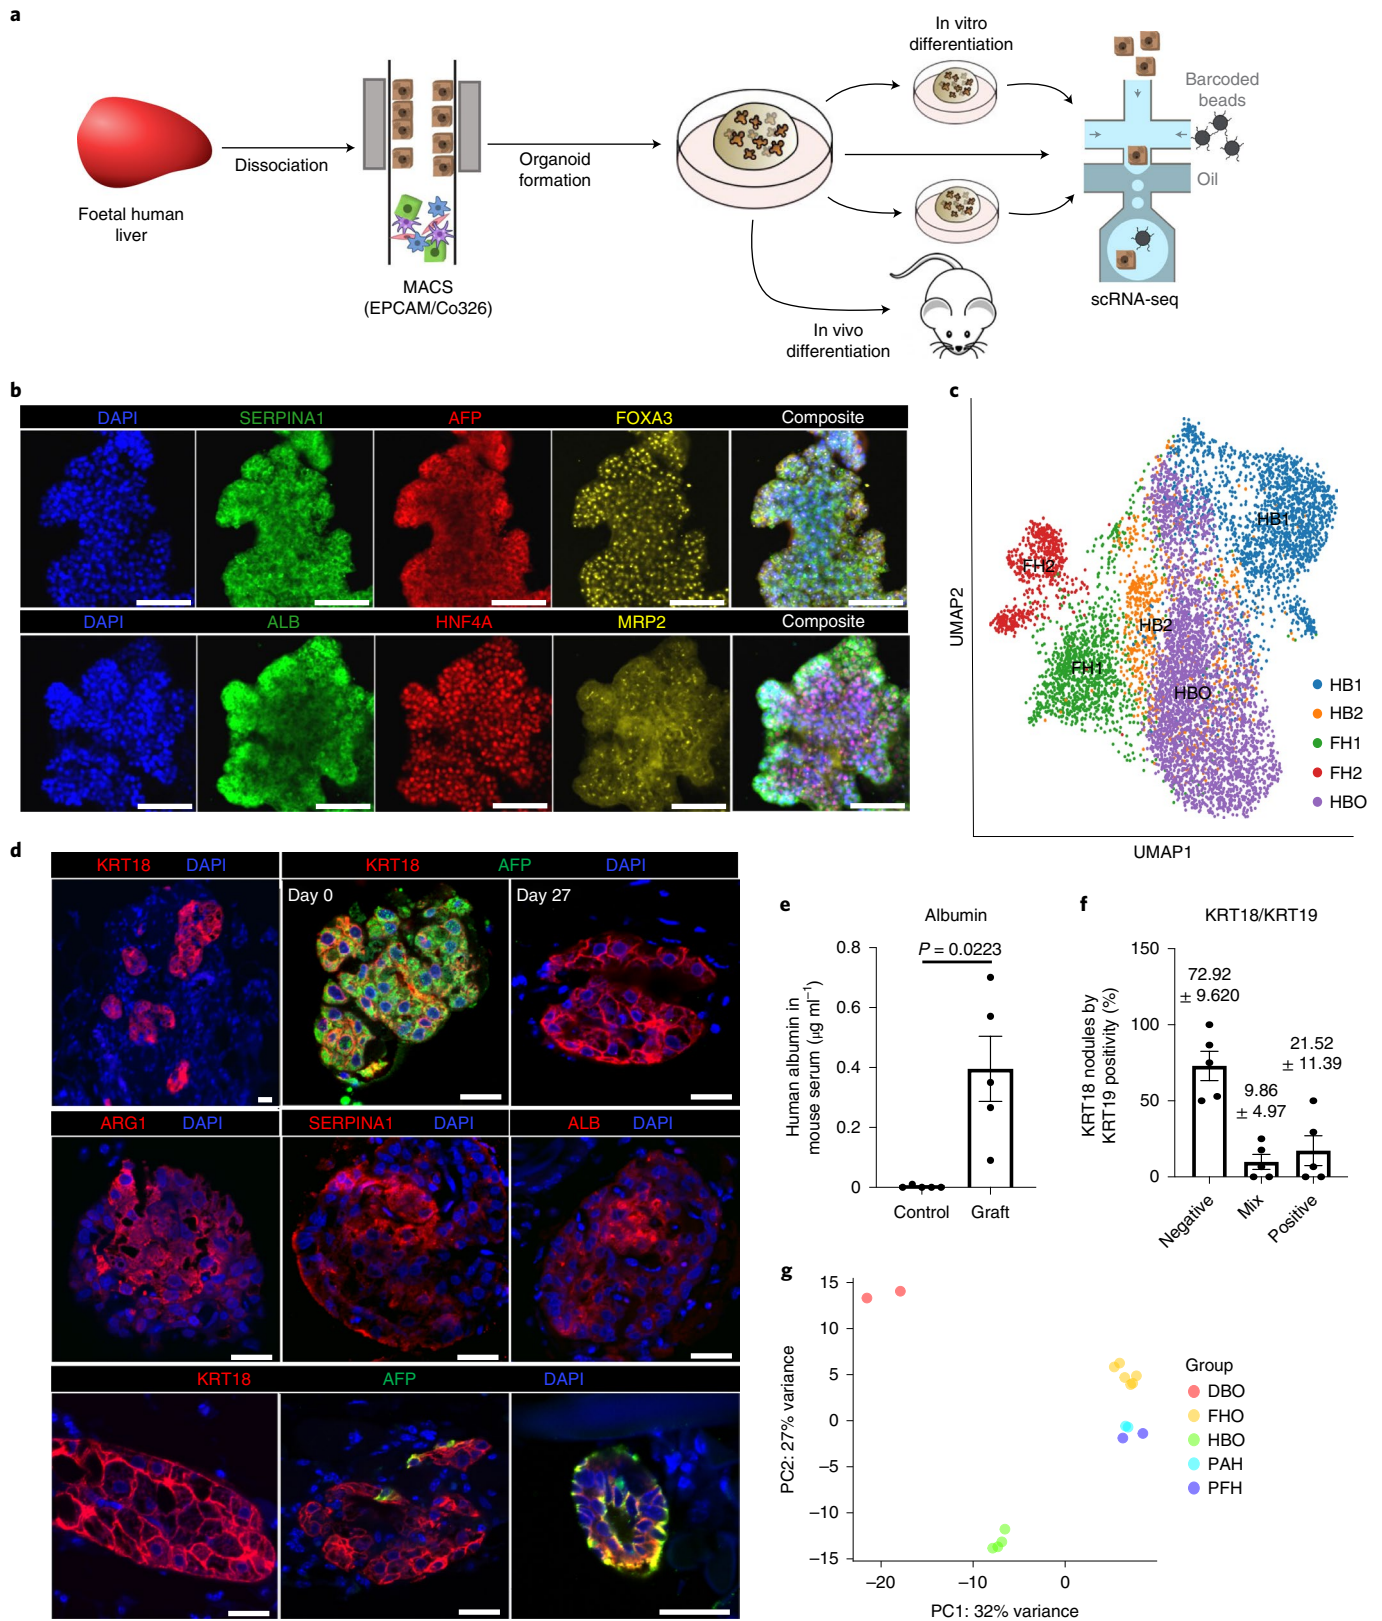 a
Foetal human
liver
Dissociation
MACS
(EPCAM/Co326)
Organoid
formation
In vitro
differentiation
In vivo
differentiation
Barcoded
beads
Oil
scRNA-seq
b
DAPI SERPINA1 AFP FOXA3 Composite
DAPI ALB HNF4A MRP2 Composite
c
UMAP2
UMAP1
HB1
FH2
HB2
FH1
HBO
HB1
HB2
FH1
FH2
HBO
d
KRT18 DAPI KRT18 AFP DAPI
Day 0
Day 27
ARG1 DAPI SERPINA1 DAPI ALB DAPI
KRT18 AFP DAPI
e
Albumin
P = 0.0223
Human albumin in
mouse serum (μg ml⁻¹)
0.8
0.6
0.4
0.2
0
Control Graft
f
KRT18/KRT19
KRT18 nodules by
KRT19 positivity (%)
150
100
50
0
72.92
± 9.620
9.86
± 4.97
21.52
± 11.39
Negative
Mix
Positive
g
PC2: 27% variance
15
10
5
0
−5
−10
−15
−20 −10 0
PC1: 32% variance
Group
DBO
FHO
HBO
PAH
PFH